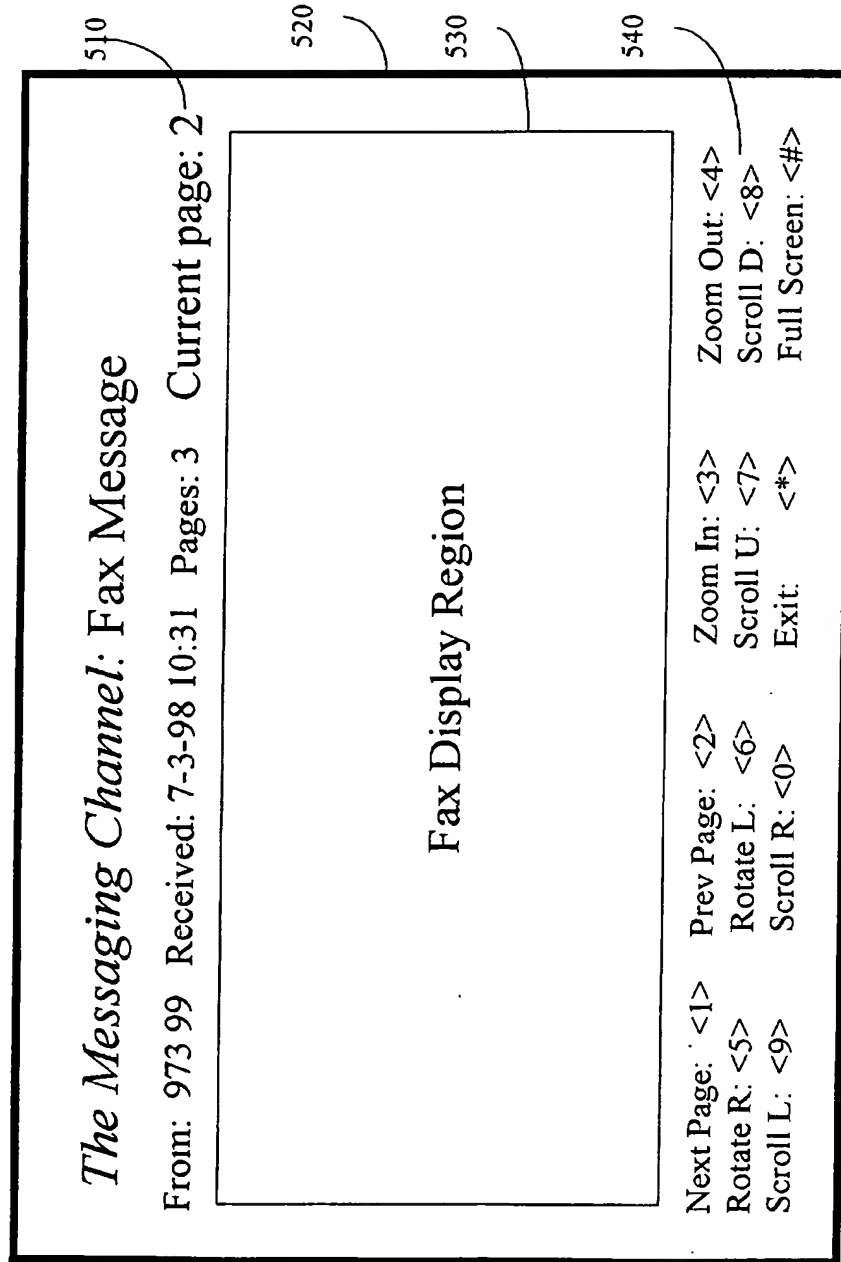 The Messaging Channel: Fax Message
From: 973 99 Received: 7-3-98 10:31 Pages: 3 Current page: 2
Fax Display Region
Next Page: <1> Prev Page: <2> Zoom In: <3> Zoom Out: <4>
Rotate R: <5> Rotate L: <6> Scroll U: <7> Scroll D: <8>
Scroll L: <9> Scroll R: <0> Exit: <*> Full Screen: <#>
510
520
530
540